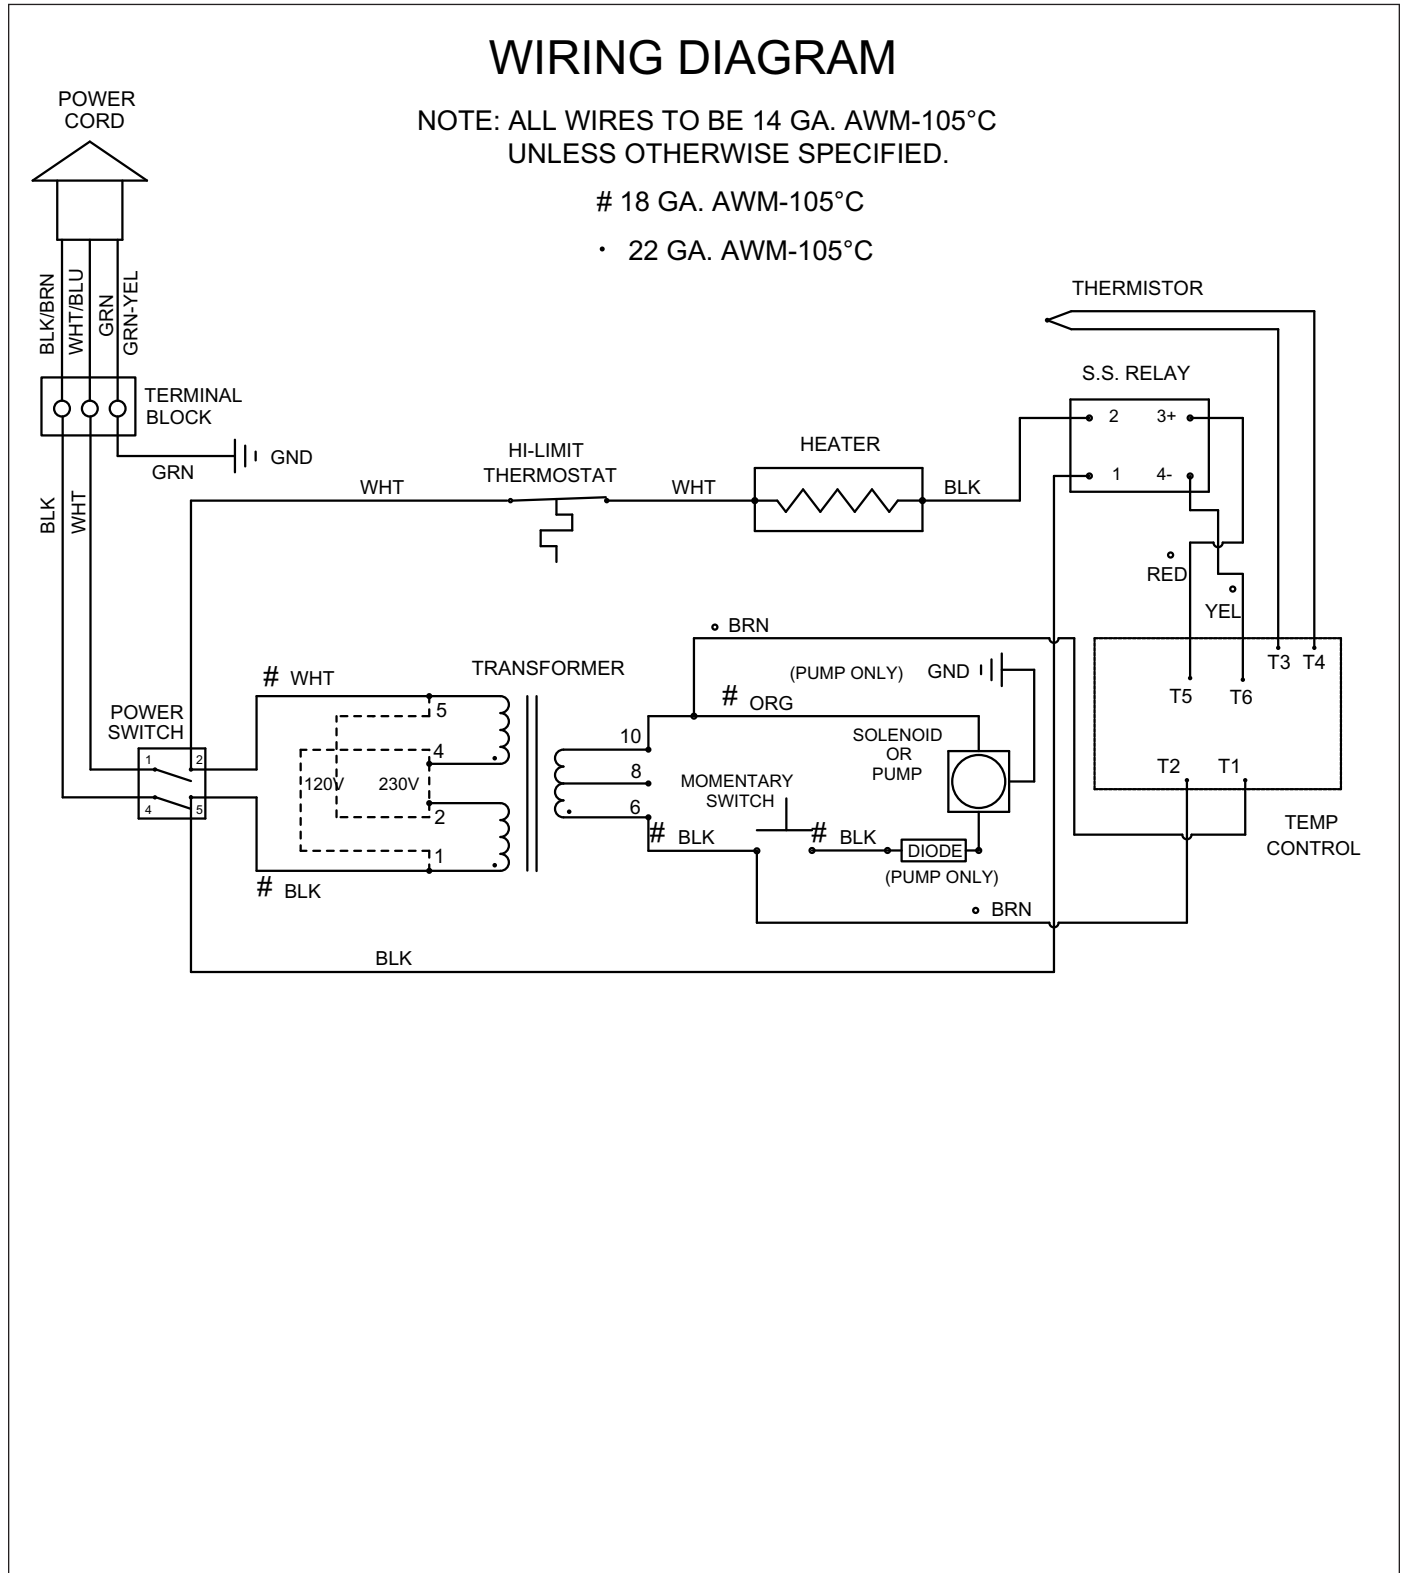 WIRING DIAGRAM
POWER
CORD
NOTE: ALL WIRES TO BE 14 GA. AWM-105°C
UNLESS OTHERWISE SPECIFIED.
# 18 GA. AWM-105°C
· 22 GA. AWM-105°C
BLK/BRN
WHT/BLU
GRN
GRN-YEL
THERMISTOR
TERMINAL
BLOCK
GRN
GND
BLK
WHT
WHT
HI-LIMIT
THERMOSTAT
WHT
HEATER
BLK
S.S. RELAY
2 3+
1 4-
RED
YEL
BRN
# WHT
TRANSFORMER
(PUMP ONLY) GND
# ORG
T3 T4
T5 T6
POWER
SWITCH
1 2
4 5
5
4
120V 230V
2
1
# BLK
10
8
6
MOMENTARY
SWITCH
SOLENOID
OR
PUMP
# BLK
# BLK
DIODE
(PUMP ONLY)
T2 T1
TEMP
CONTROL
BRN
BLK